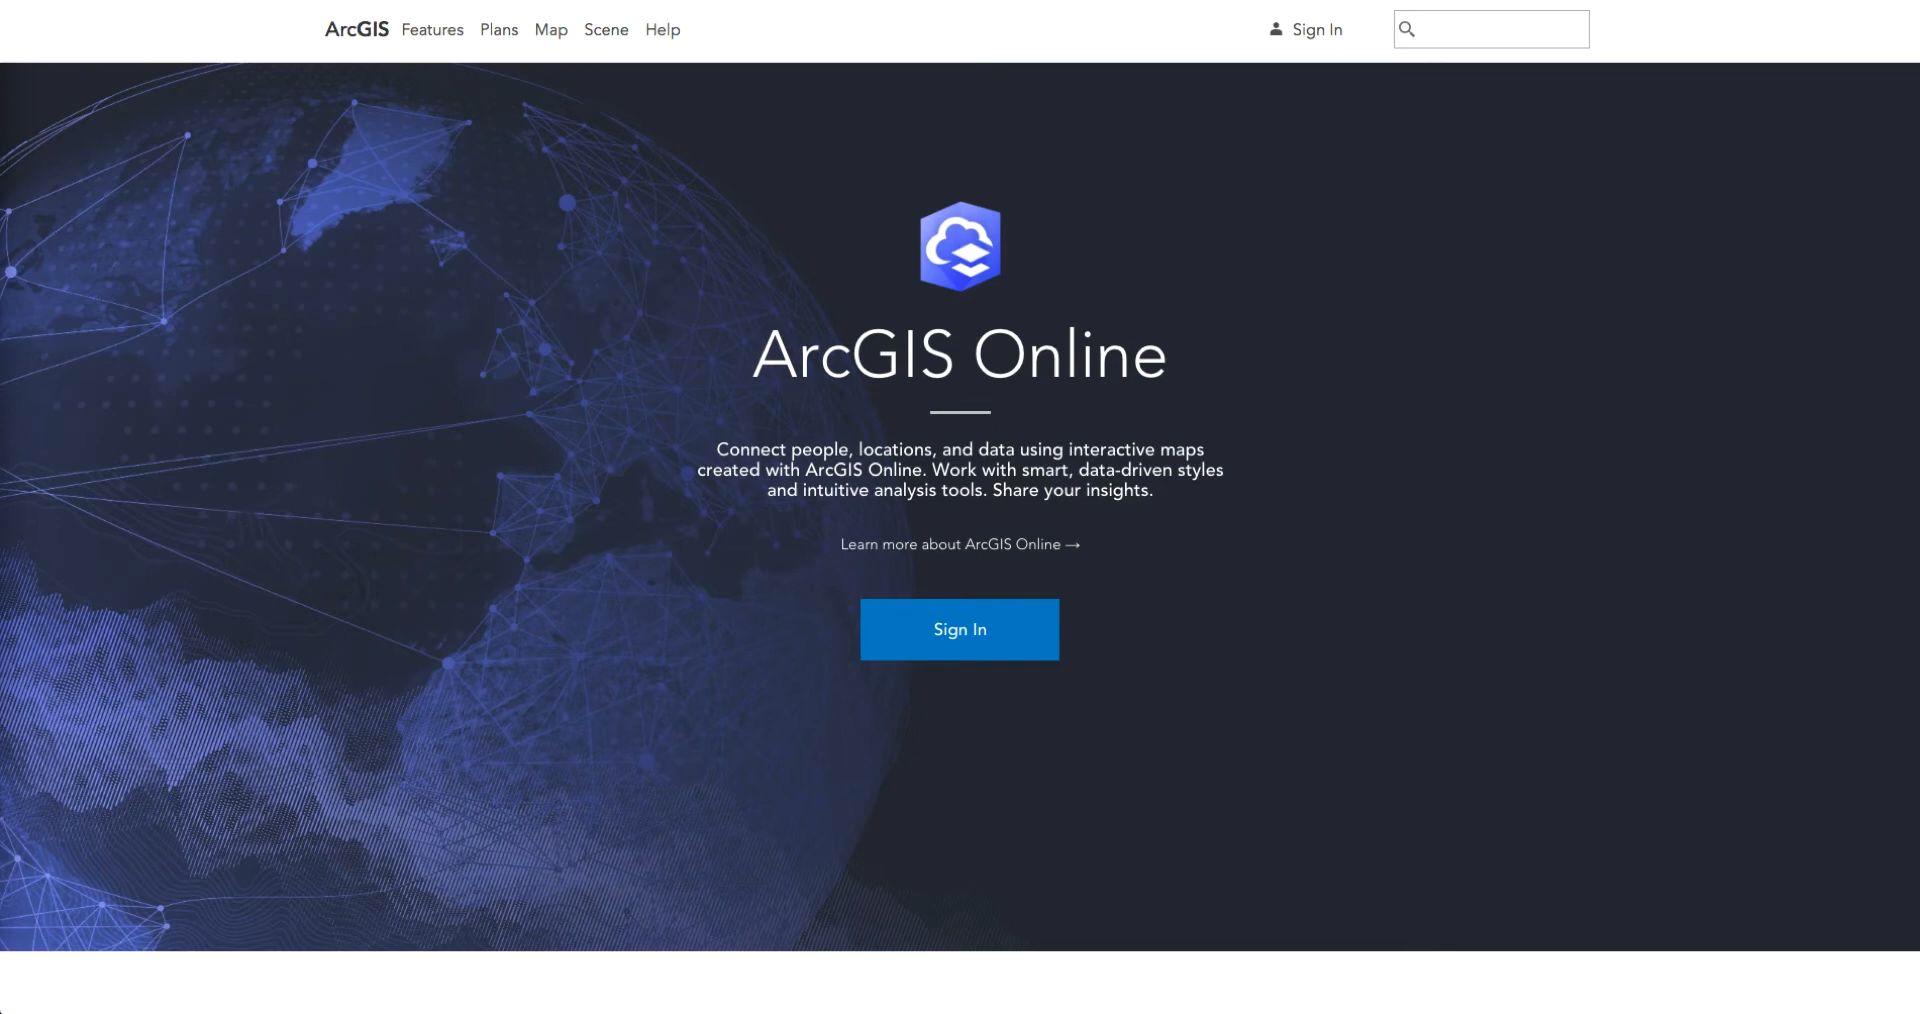 ArcGIS Features Plans Map Scene Help Sign In
ArcGIS Online
Connect people, locations, and data using interactive maps
created with ArcGIS Online. Work with smart, data-driven styles
and intuitive analysis tools. Share your insights.
Learn more about ArcGIS Online →
Sign In